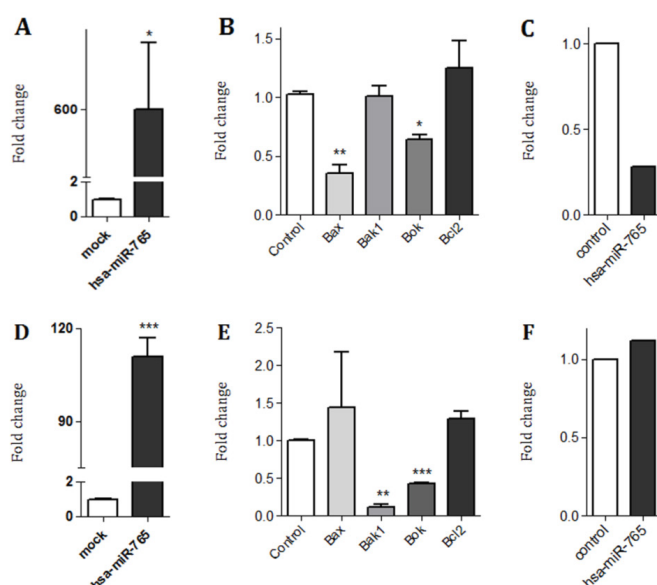 A
Fold change
600
2
0
*
mock
hsa-miR-765
B
Fold change
1.5
1.0
0.5
0.0
**
*
Control
Bax
Bak1
Bok
Bcl2
C
Fold change
1.0
0.5
0.0
control
hsa-miR-765
D
Fold change
120
90
2
0
***
mock
hsa-miR-765
E
Fold change
2.5
2.0
1.5
1.0
0.5
0.0
**
***
Control
Bax
Bak1
Bok
Bcl2
F
Fold change
1.0
0.5
0.0
control
hsa-miR-765